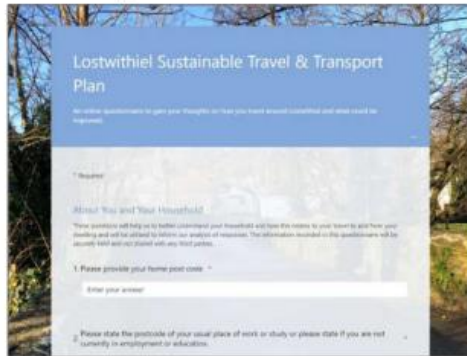 Lostwithiel Sustainable Travel & Transport
Plan
An online questionnaire to gain your thoughts on how you travel around Lostwithiel and what could be
improved.
* Required
About You and Your Household
These questions will help us to better understand your household and how this relates to your travel to and from your
dwelling and will be utilised to inform our analysis of responses. The information recorded in this questionnaire will be
securely held and not shared with any third parties.
1. Please provide your home post code *
Enter your answer
2. Please state the postcode of your usual place of work or study or please state if you are not *
currently in employment or education.